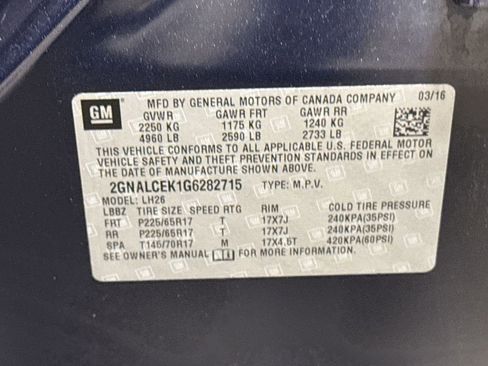 GM
MFD BY GENERAL MOTORS OF CANADA COMPANY 03/16
GVWR GAWR FRT GAWR RR
2250 KG 1175 KG 1240 KG
4960 LB 2590 LB 2733 LB
THIS VEHICLE CONFORMS TO ALL APPLICABLE U.S. FEDERAL MOTOR
VEHICLE SAFETY AND THEFT PREVENTION STANDARDS IN EFFECT ON
THE DATE OF MANUFACTURE SHOWN ABOVE.
2GNALCEK1G6282715 TYPE: M.P.V.
MODEL: LH26
LBBZ TIRE SIZE SPEED RTG RIM COLD TIRE PRESSURE
FRT P225/65R17 T 17X7J 240KPA(35PSI)
RR P225/65R17 T 17X7J 240KPA(35PSI)
SPA T145/70R17 M 17X4.5T 420KPA(60PSI)
SEE OWNER'S MANUAL FOR MORE INFORMATION.